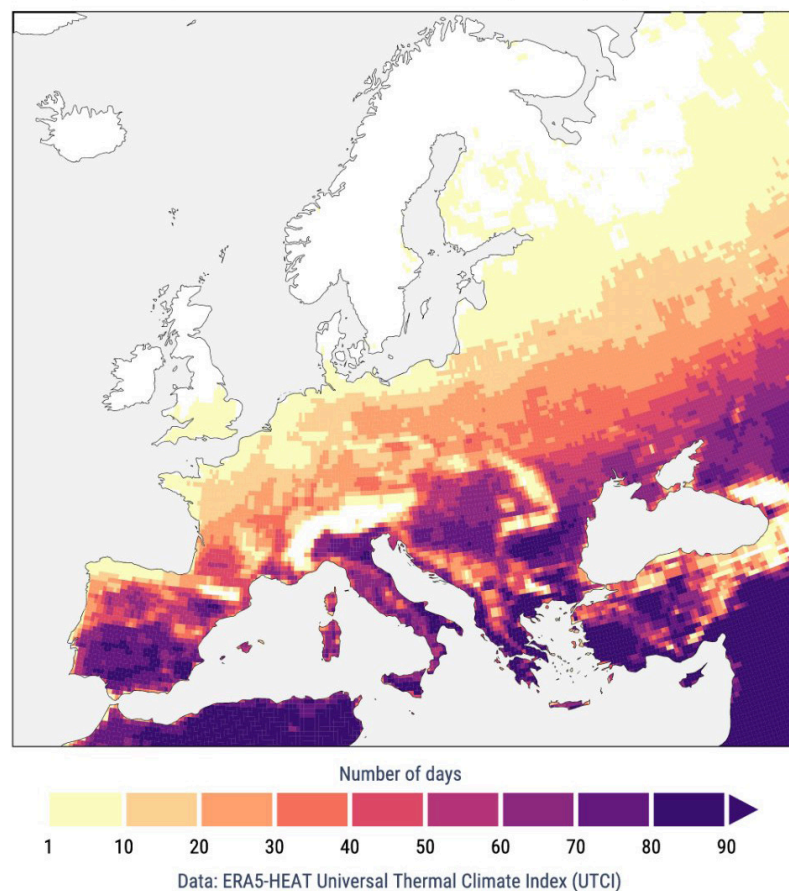 Number of days
1 10 20 30 40 50 60 70 80 90
Data: ERA5-HEAT Universal Thermal Climate Index (UTCI)